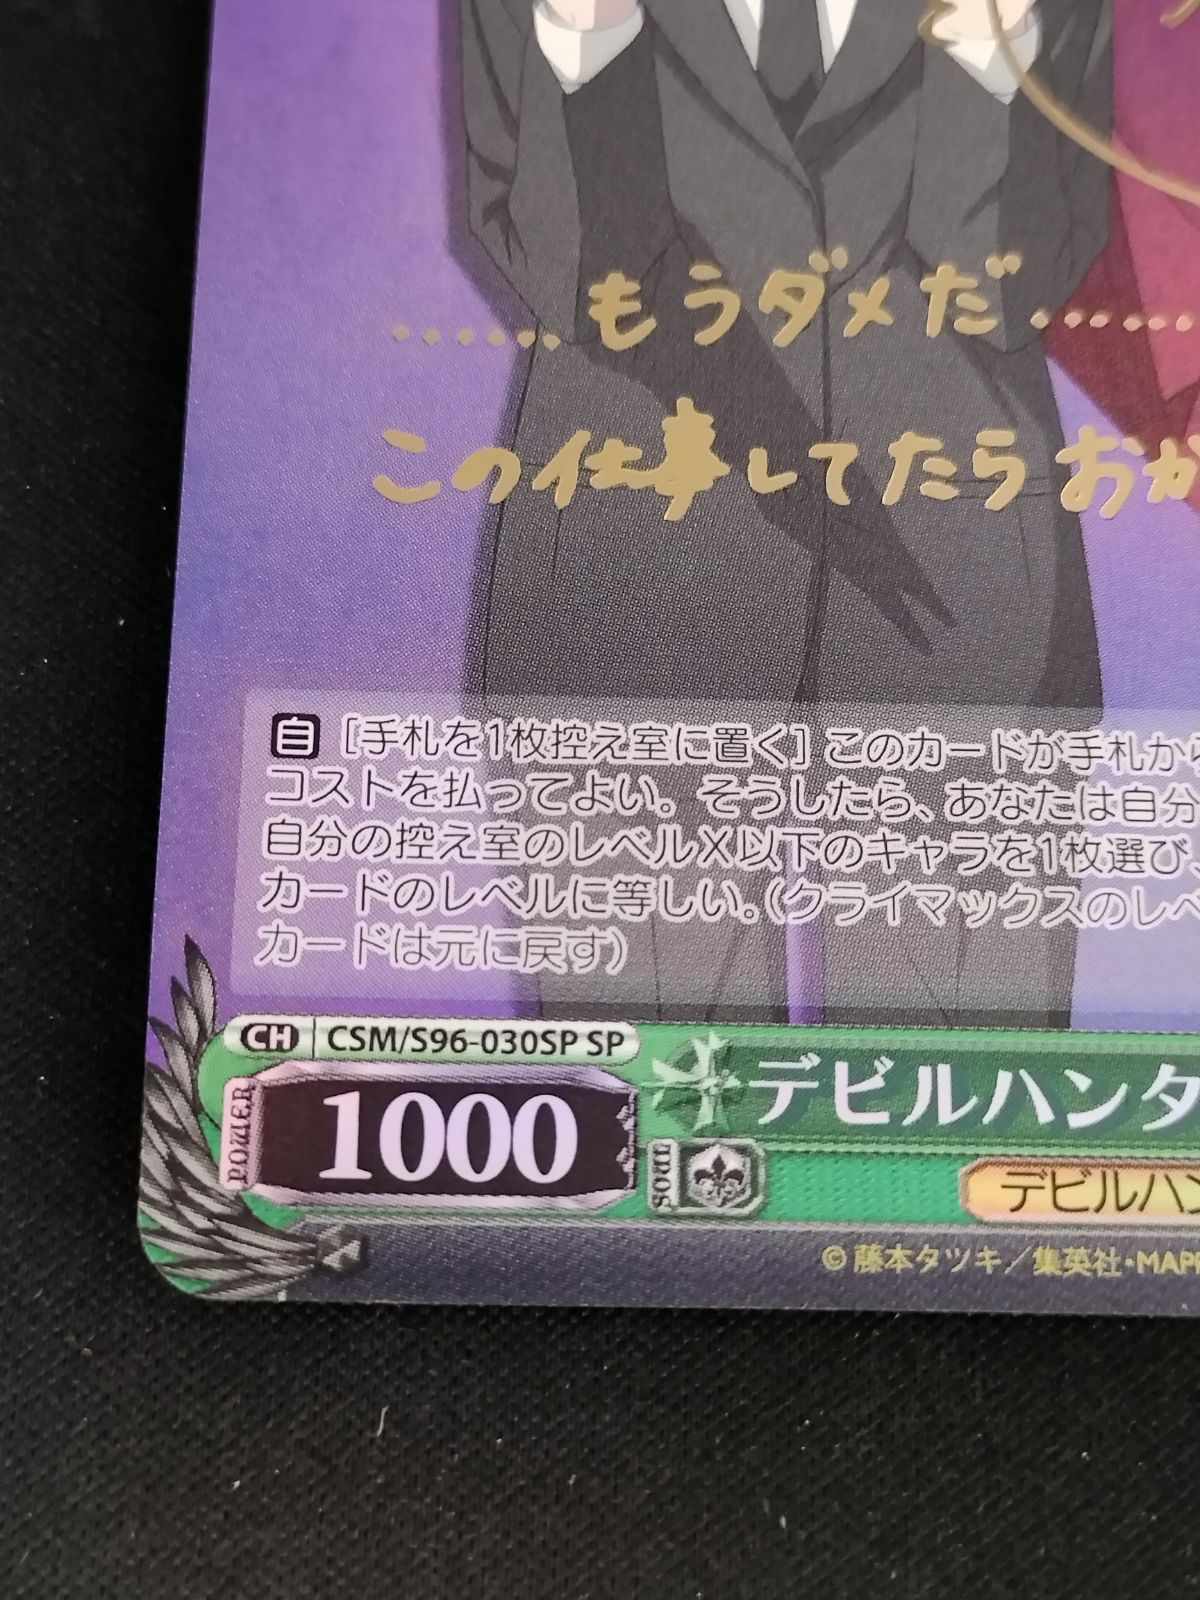 ……もうダメだ……
この仕事してたらおか
自 [手札を1枚控え室に置く] このカードが手札から
コストを払ってよい。そうしたら、あなたは自分
自分の控え室のレベルX以下のキャラを1枚選び、
カードのレベルに等しい。(クライマックスのレベ
カードは元に戻す)
CH CSM/S96-030SP SP
POWER 1000
デビルハンタ
SOUL
デビルハン
©藤本タツキ／集英社・MAPP